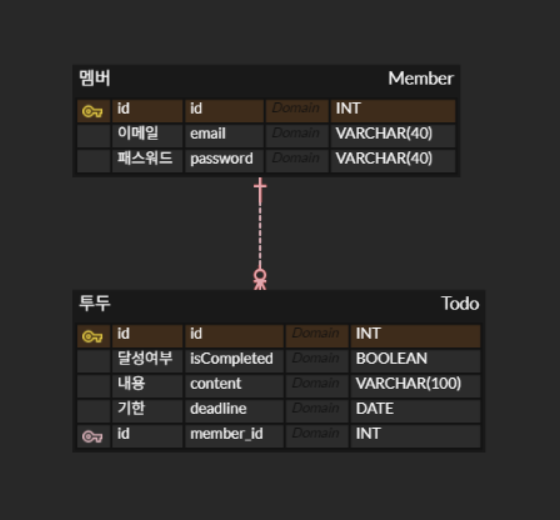 멤버 Member
id id Domain INT
이메일 email Domain VARCHAR(40)
패스워드 password Domain VARCHAR(40)
투두 Todo
id id Domain INT
달성여부 isCompleted Domain BOOLEAN
내용 content Domain VARCHAR(100)
기한 deadline Domain DATE
id member_id Domain INT